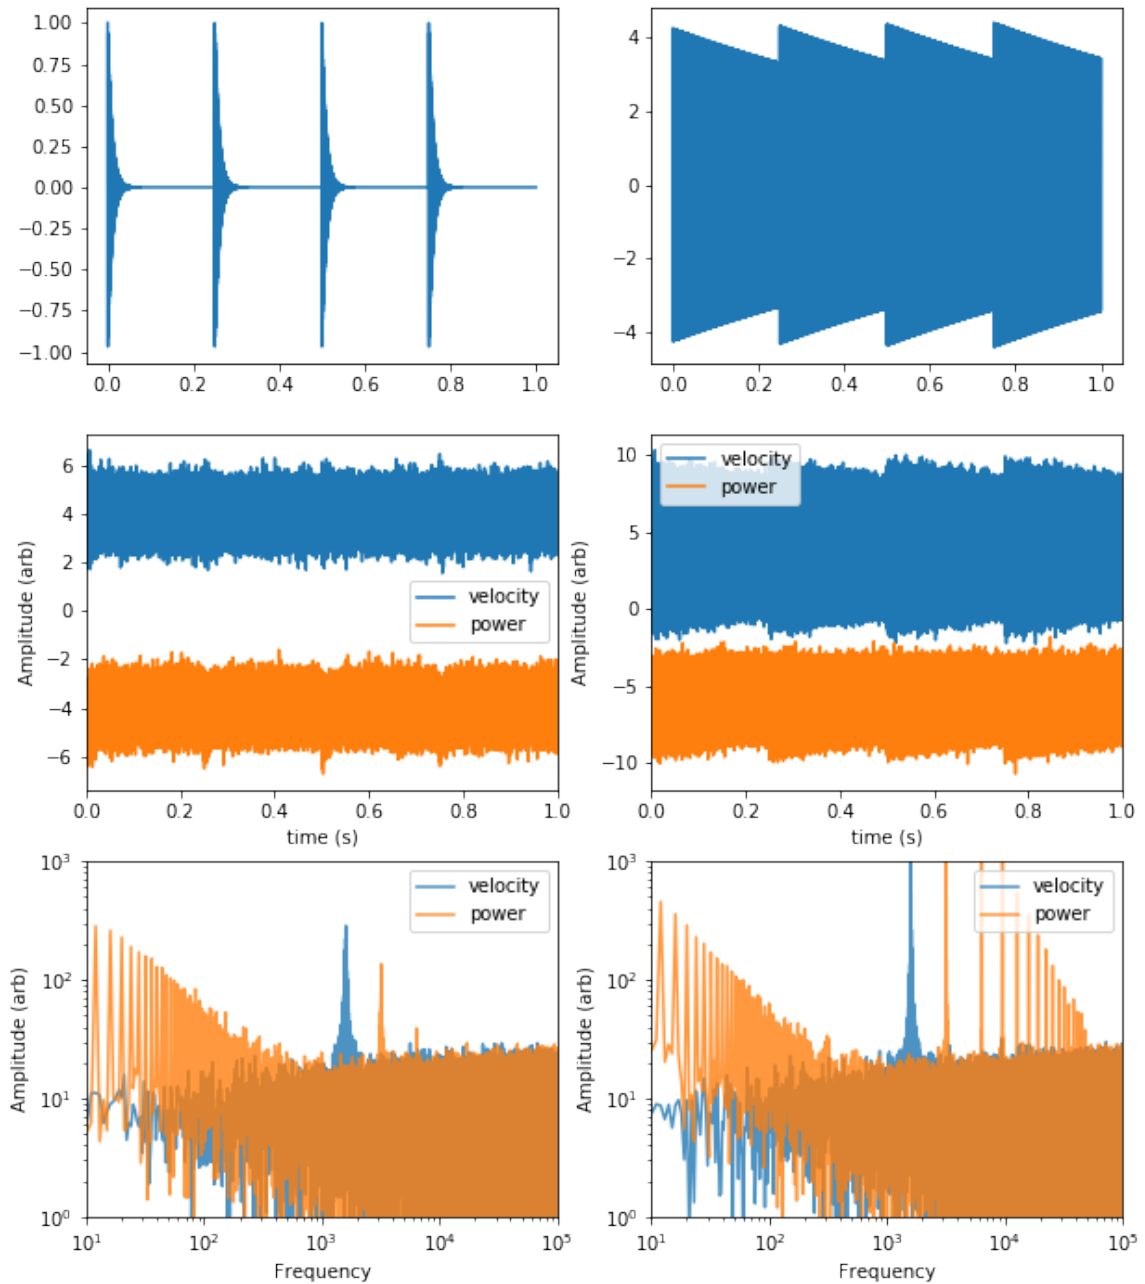 1.00
0.75
0.50
0.25
0.00
−0.25
−0.50
−0.75
−1.00
0.0 0.2 0.4 0.6 0.8 1.0
4
2
0
−2
−4
0.0 0.2 0.4 0.6 0.8 1.0
Amplitude (arb)
6
4
2
0
−2
−4
−6
velocity
power
0.0 0.2 0.4 0.6 0.8 1.0
time (s)
Amplitude (arb)
10
5
0
−5
−10
velocity
power
0.0 0.2 0.4 0.6 0.8 1.0
time (s)
Amplitude (arb)
10³
10²
10¹
10⁰
velocity
power
10¹ 10² 10³ 10⁴ 10⁵
Frequency
Amplitude (arb)
10³
10²
10¹
10⁰
velocity
power
10¹ 10² 10³ 10⁴ 10⁵
Frequency